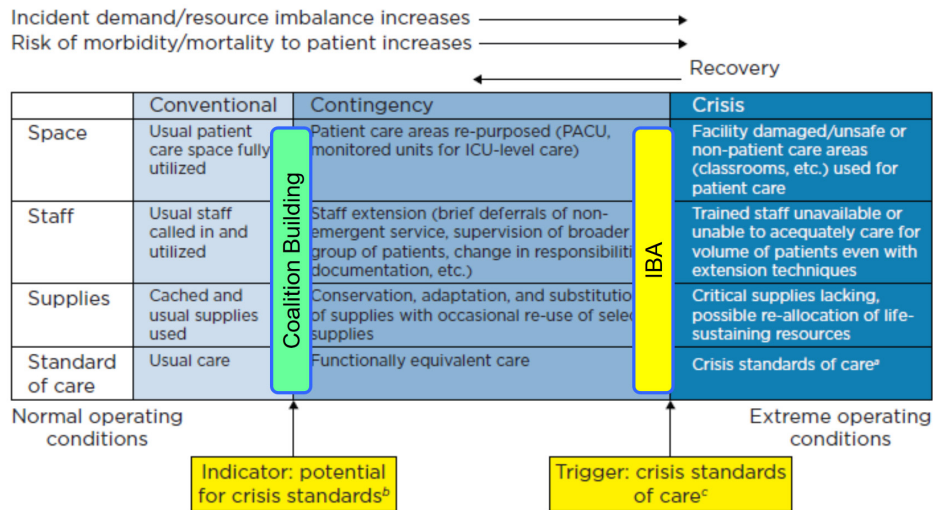 Incident demand/resource imbalance increases
Risk of morbidity/mortality to patient increases
Recovery
Conventional
Contingency
Crisis
Space
Usual patient
care space fully
utilized
Patient care areas re-purposed (PACU,
monitored units for ICU-level care)
Facility damaged/unsafe or
non-patient care areas
(classrooms, etc.) used for
patient care
Staff
Usual staff
called in and
utilized
Staff extension (brief deferrals of non-
emergent service, supervision of broader
group of patients, change in responsibiliti
documentation, etc.)
Trained staff unavailable or
unable to acequately care for
volume of patients even with
extension techniques
Supplies
Cached and
usual supplies
used
Conservation, adaptation, and substitutio
of supplies with occasional re-use of selec
supplies
Critical supplies lacking,
possible re-allocation of life-
sustaining resources
Standard
of care
Usual care
Functionally equivalent care
Crisis standards of careᵃ
Coalition Building
IBA
Normal operating
conditions
Extreme operating
conditions
Indicator: potential
for crisis standardsᵇ
Trigger: crisis standards
of careᶜ